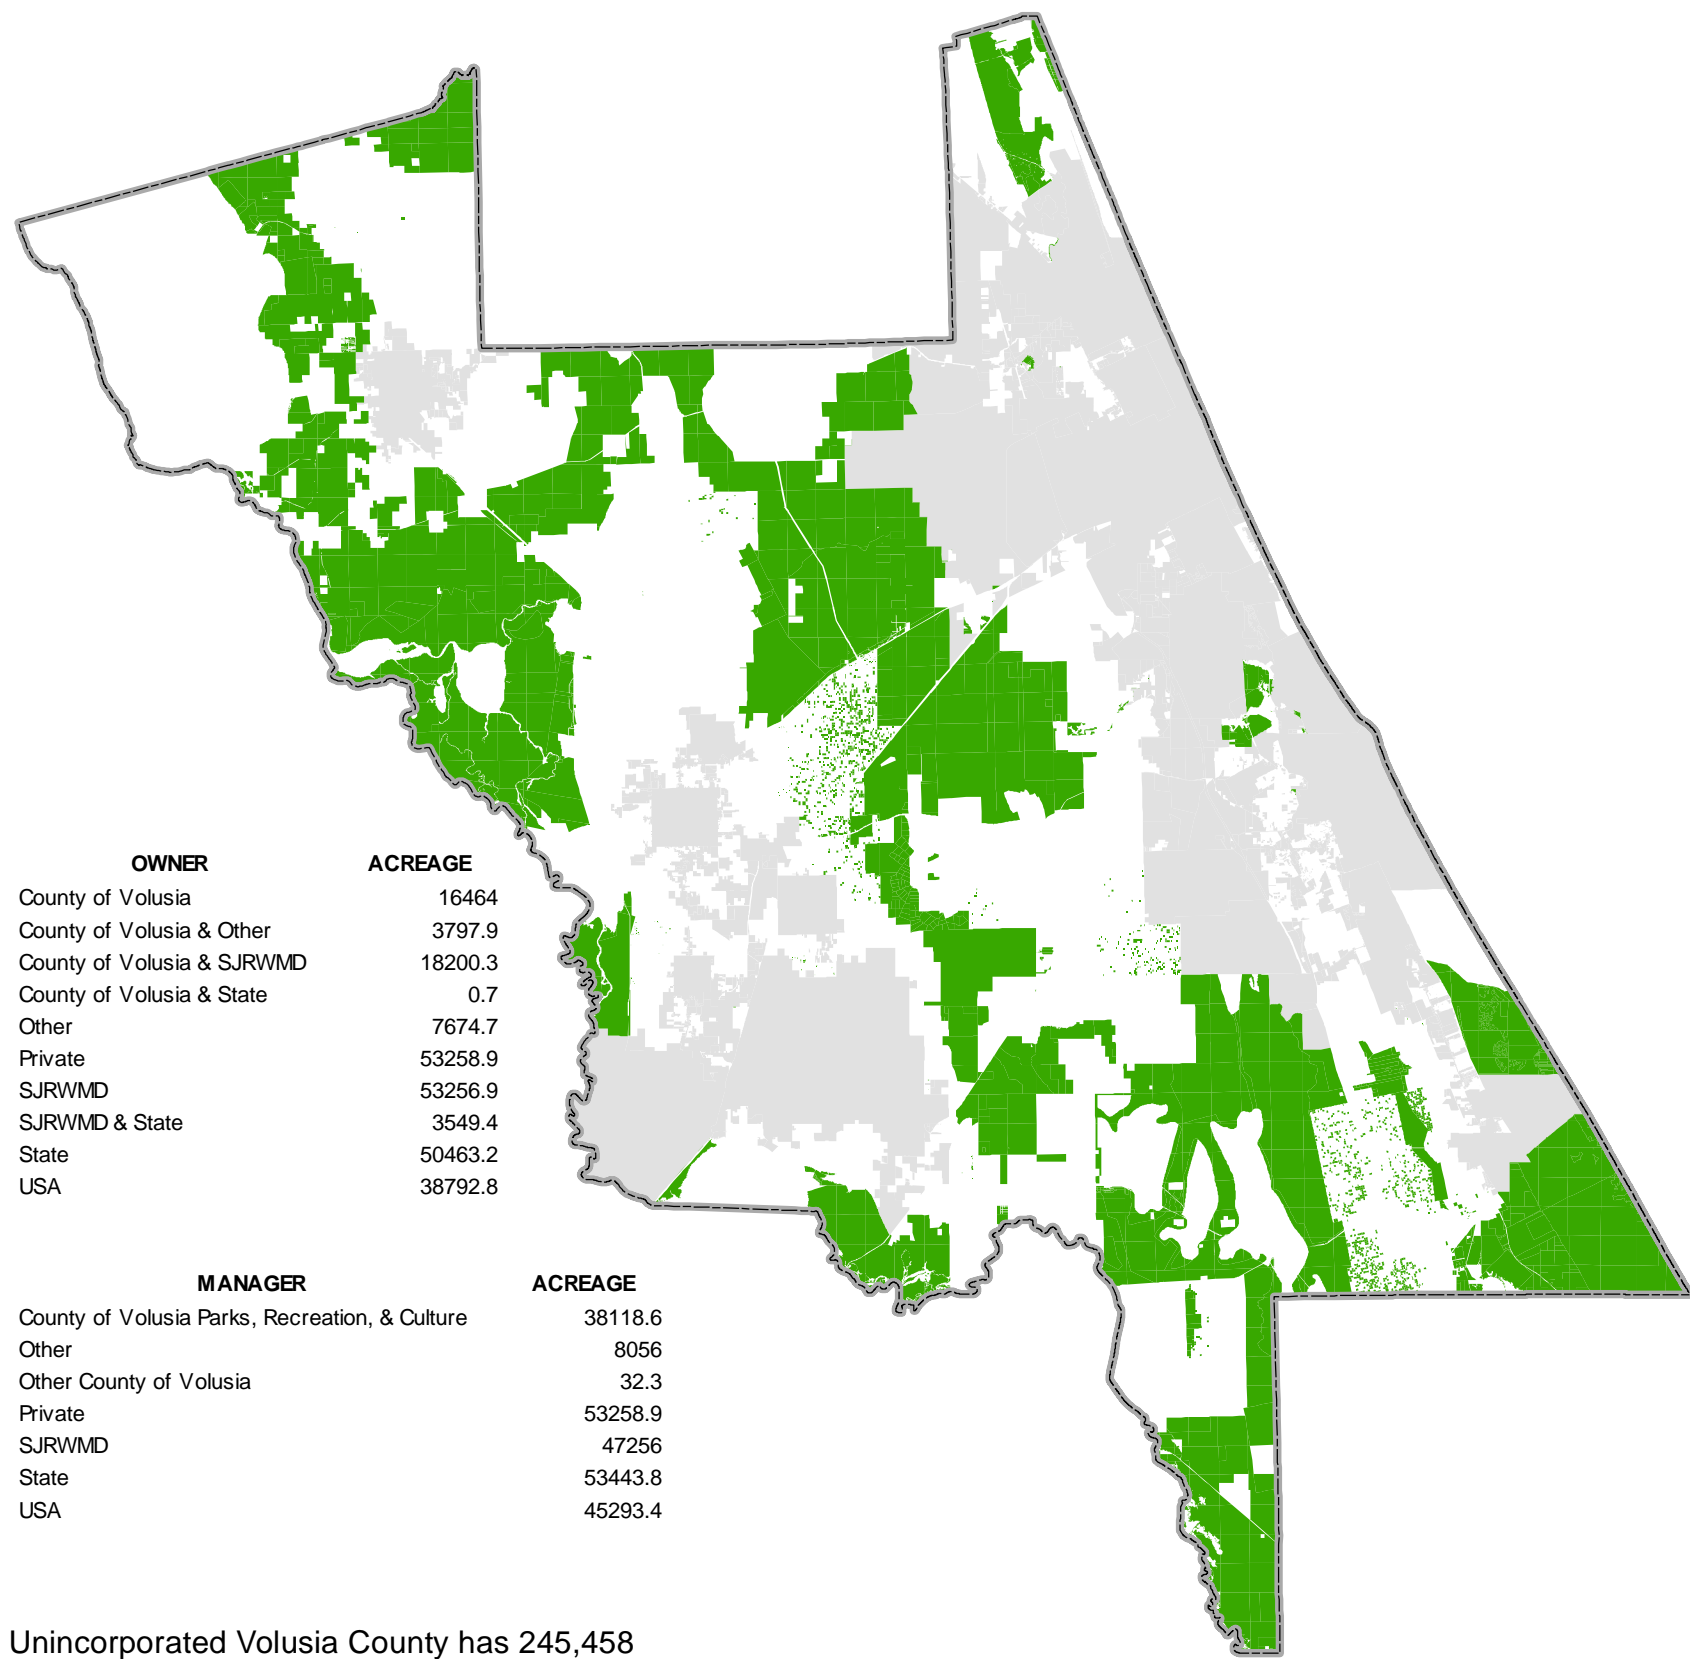 OWNER ACREAGE
County of Volusia 16464
County of Volusia & Other 3797.9
County of Volusia & SJRWMD 18200.3
County of Volusia & State 0.7
Other 7674.7
Private 53258.9
SJRWMD 53256.9
SJRWMD & State 3549.4
State 50463.2
USA 38792.8
MANAGER ACREAGE
County of Volusia Parks, Recreation, & Culture 38118.6
Other 8056
Other County of Volusia 32.3
Private 53258.9
SJRWMD 47256
State 53443.8
USA 45293.4
Unincorporated Volusia County has 245,458